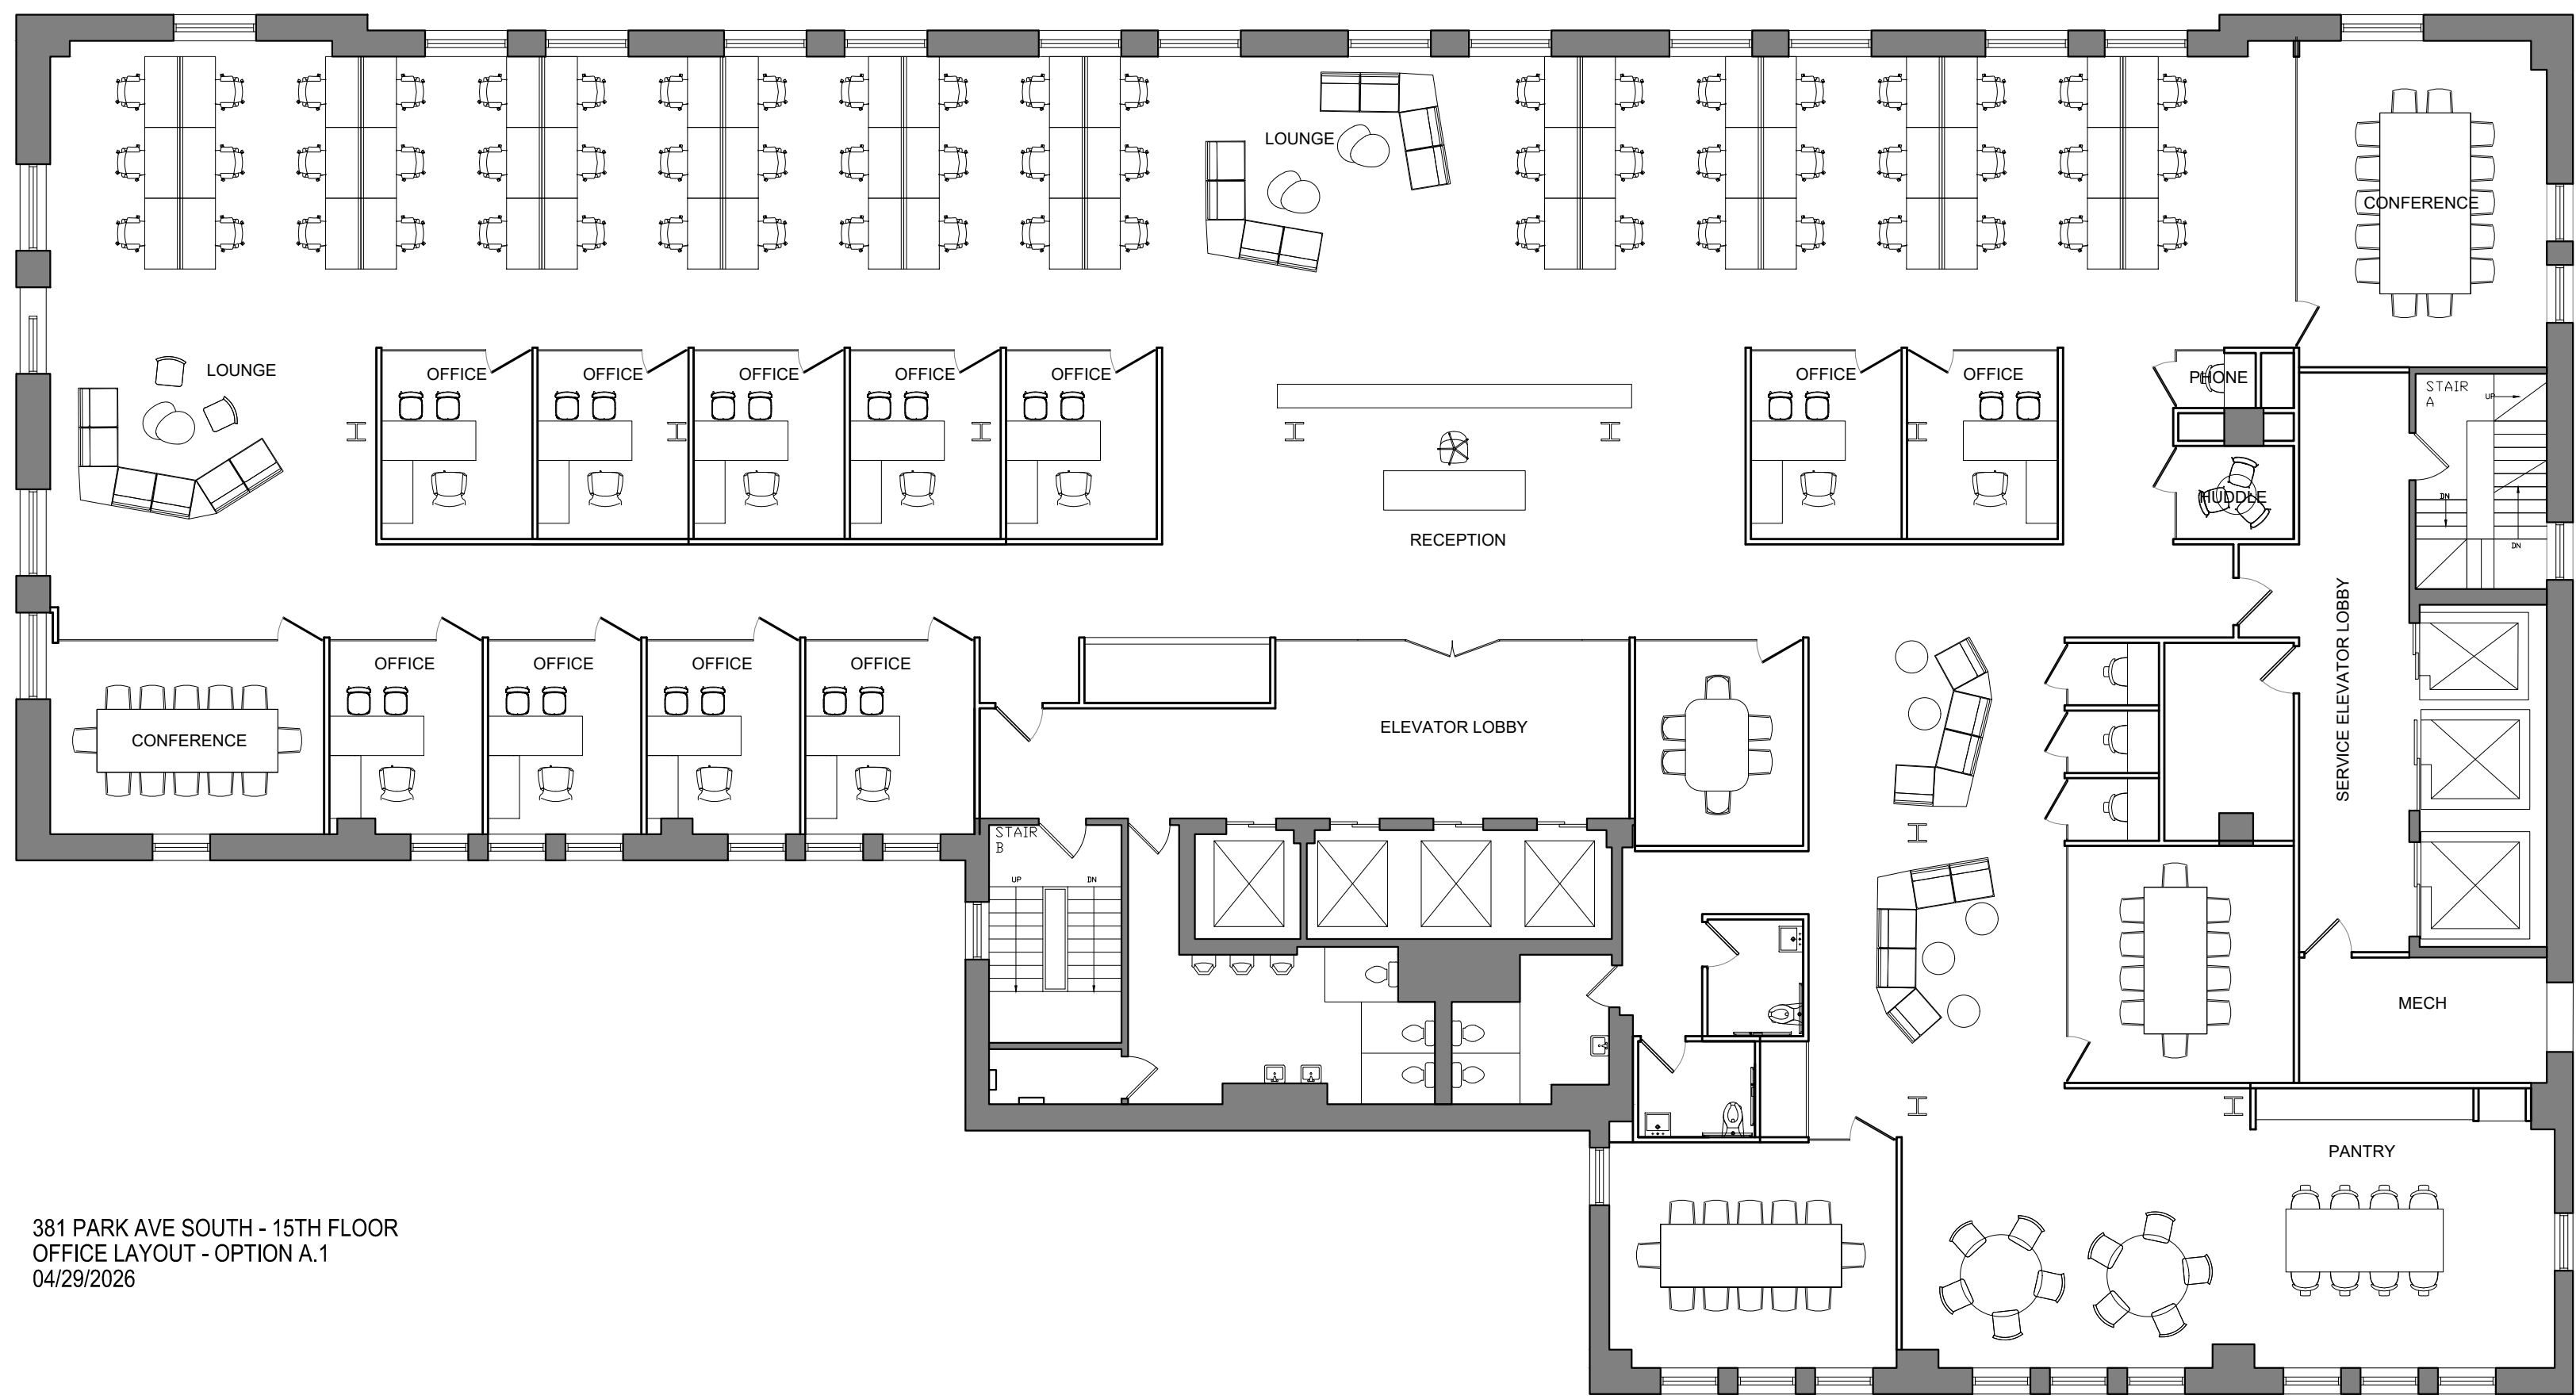 LOUNGE
CONFERENCE
LOUNGE
OFFICE
OFFICE
OFFICE
OFFICE
OFFICE
OFFICE
OFFICE
PHONE
STAIR
A
UP
HUDDLE
DN
DN
RECEPTION
SERVICE ELEVATOR LOBBY
OFFICE
OFFICE
OFFICE
OFFICE
CONFERENCE
ELEVATOR LOBBY
STAIR
B
UP
DN
MECH
PANTRY
381 PARK AVE SOUTH - 15TH FLOOR
OFFICE LAYOUT - OPTION A.1
04/29/2026